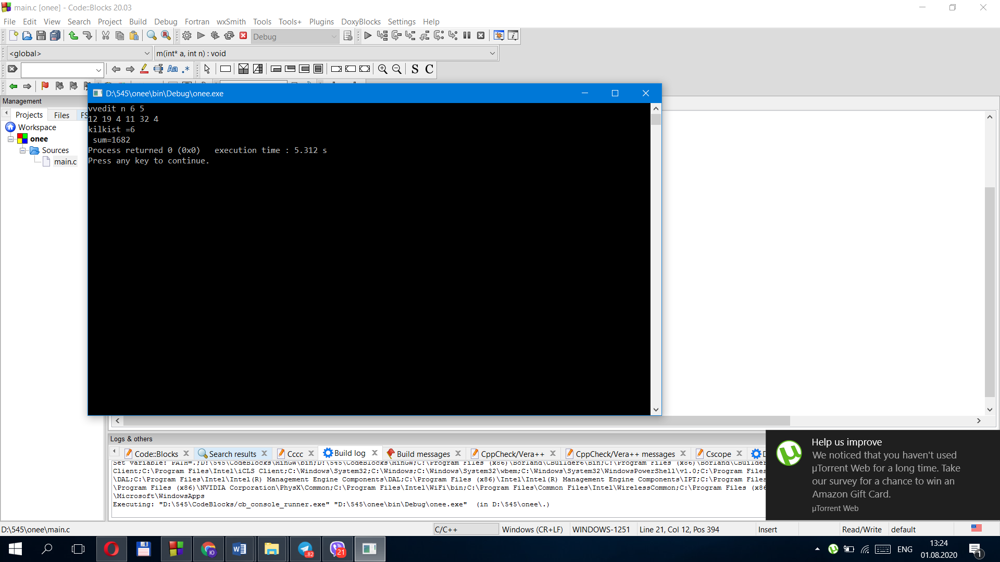 main.c [onee] - Code::Blocks 20.03
File Edit View Search Project Build Debug Fortran wxSmith Tools Tools+ Plugins DoxyBlocks Settings Help
Debug
<global> m(int* a, int n) : void
Aa .* S C
Management
Projects Files FS
Workspace
onee
Sources
main.c
D:\545\onee\bin\Debug\onee.exe
vvedit n 6 5
12 19 4 11 32 4
kilkist =6
sum=1682
Process returned 0 (0x0)   execution time : 5.312 s
Press any key to continue.
Logs & others
Code::Blocks Search results Cccc Build log Build messages CppCheck/Vera++ CppCheck/Vera++ messages Cscope D
Set variable: PATH=.;D:\545\CodeBlocks\MinGW\bin;D:\545\CodeBlocks\MinGW;C:\Program Files (x86)\Borland\CBuilder6\Bin;C:\Program Files (x86)\Borland\CBuilder
Client;C:\Program Files\Intel\iCLS Client;C:\Windows\System32;C:\Windows;C:\Windows\System32\wbem;C:\Windows\System32\WindowsPowerShell\v1.0;C:\Program Files
\DAL;C:\Program Files\Intel\Intel(R) Management Engine Components\DAL;C:\Program Files (x86)\Intel\Intel(R) Management Engine Components\IPT;C:\Program Files
\Program Files (x86)\NVIDIA Corporation\PhysX\Common;C:\Program Files\Intel\WiFi\bin;C:\Program Files\Common Files\Intel\WirelessCommon;C:\Program Files (x86
\Microsoft\WindowsApps
Executing: "D:\545\CodeBlocks/cb_console_runner.exe" "D:\545\onee\bin\Debug\onee.exe"  (in D:\545\onee\.)
Help us improve
We noticed that you haven't used
µTorrent Web for a long time. Take
our survey for a chance to win an
Amazon Gift Card.
µTorrent Web
D:\545\onee\main.c C/C++ Windows (CR+LF) WINDOWS-1251 Line 21, Col 12, Pos 394 Insert Read/Write default
..82 21 ENG 13:24
01.08.2020 1